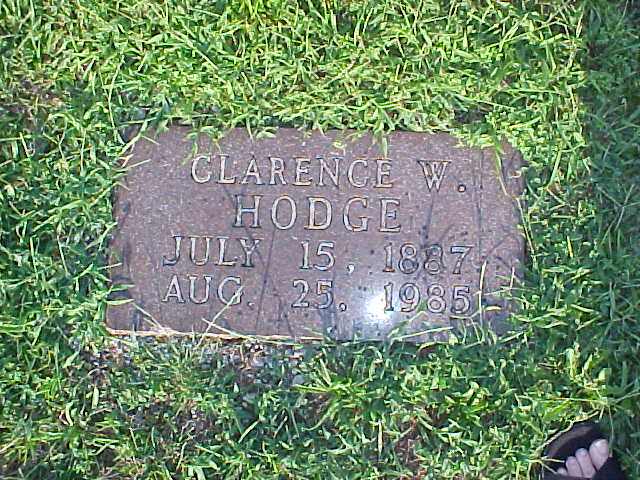 CLARENCE W.
HODGE
JULY 15, 1887
AUG. 25, 1985